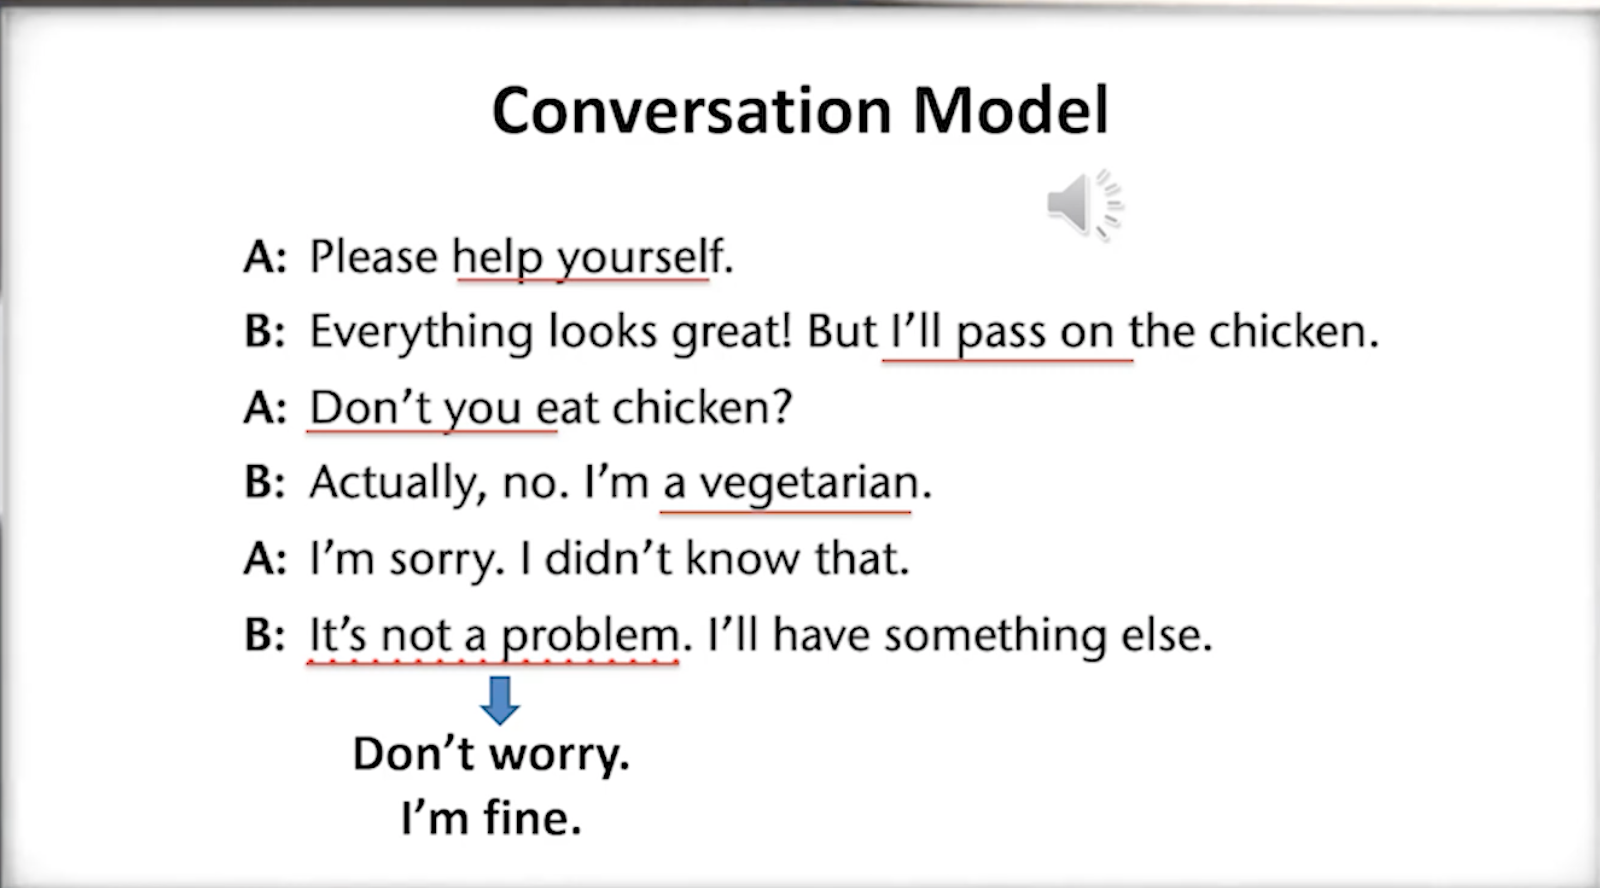 Conversation Model
A: Please help yourself.
B: Everything looks great! But I’ll pass on the chicken.
A: Don’t you eat chicken?
B: Actually, no. I’m a vegetarian.
A: I’m sorry. I didn’t know that.
B: It’s not a problem. I’ll have something else.
Don’t worry.
I’m fine.